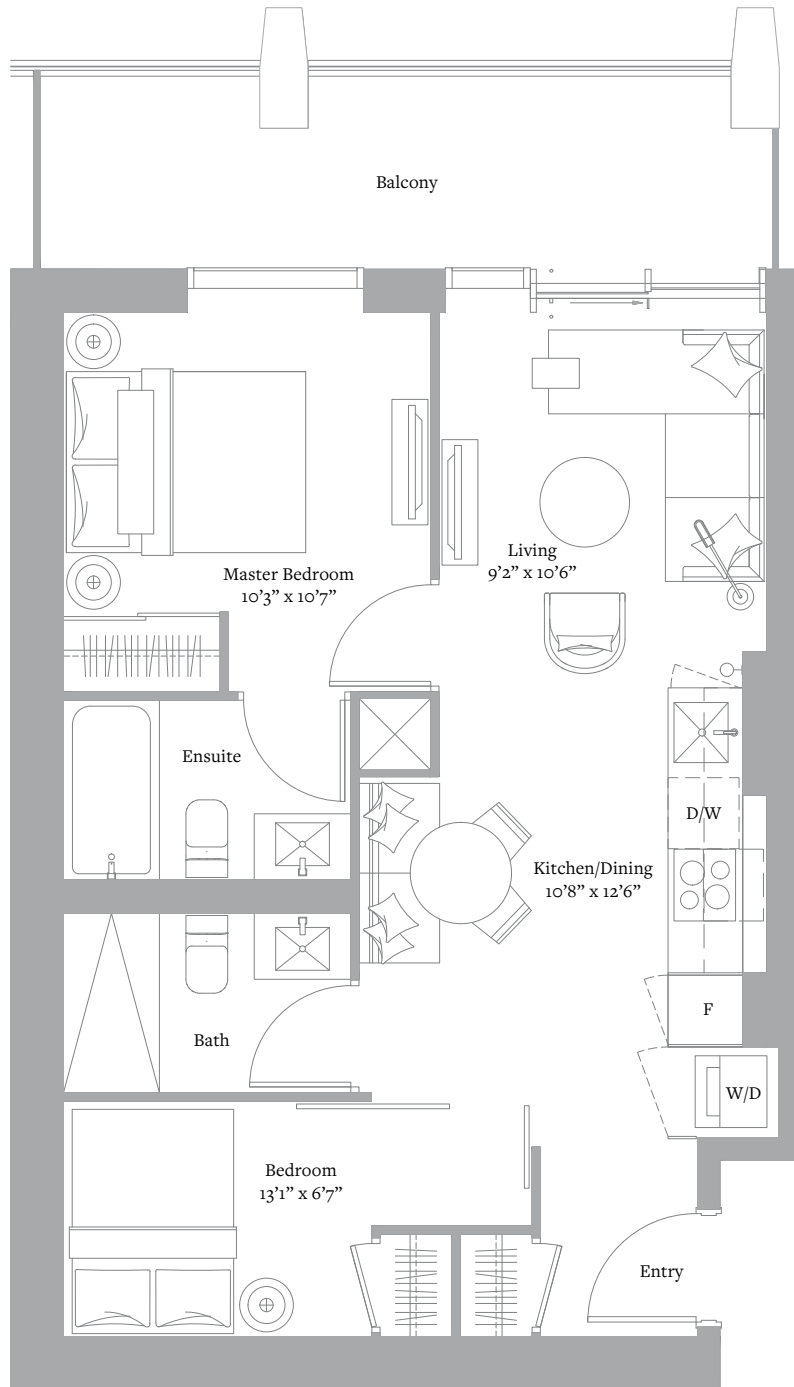 Balcony
Master Bedroom
10’3” x 10’7”
Living
9’2” x 10’6”
Ensuite
D/W
Kitchen/Dining
10’8” x 12’6”
F
Bath
W/D
Bedroom
13’1” x 6’7”
Entry